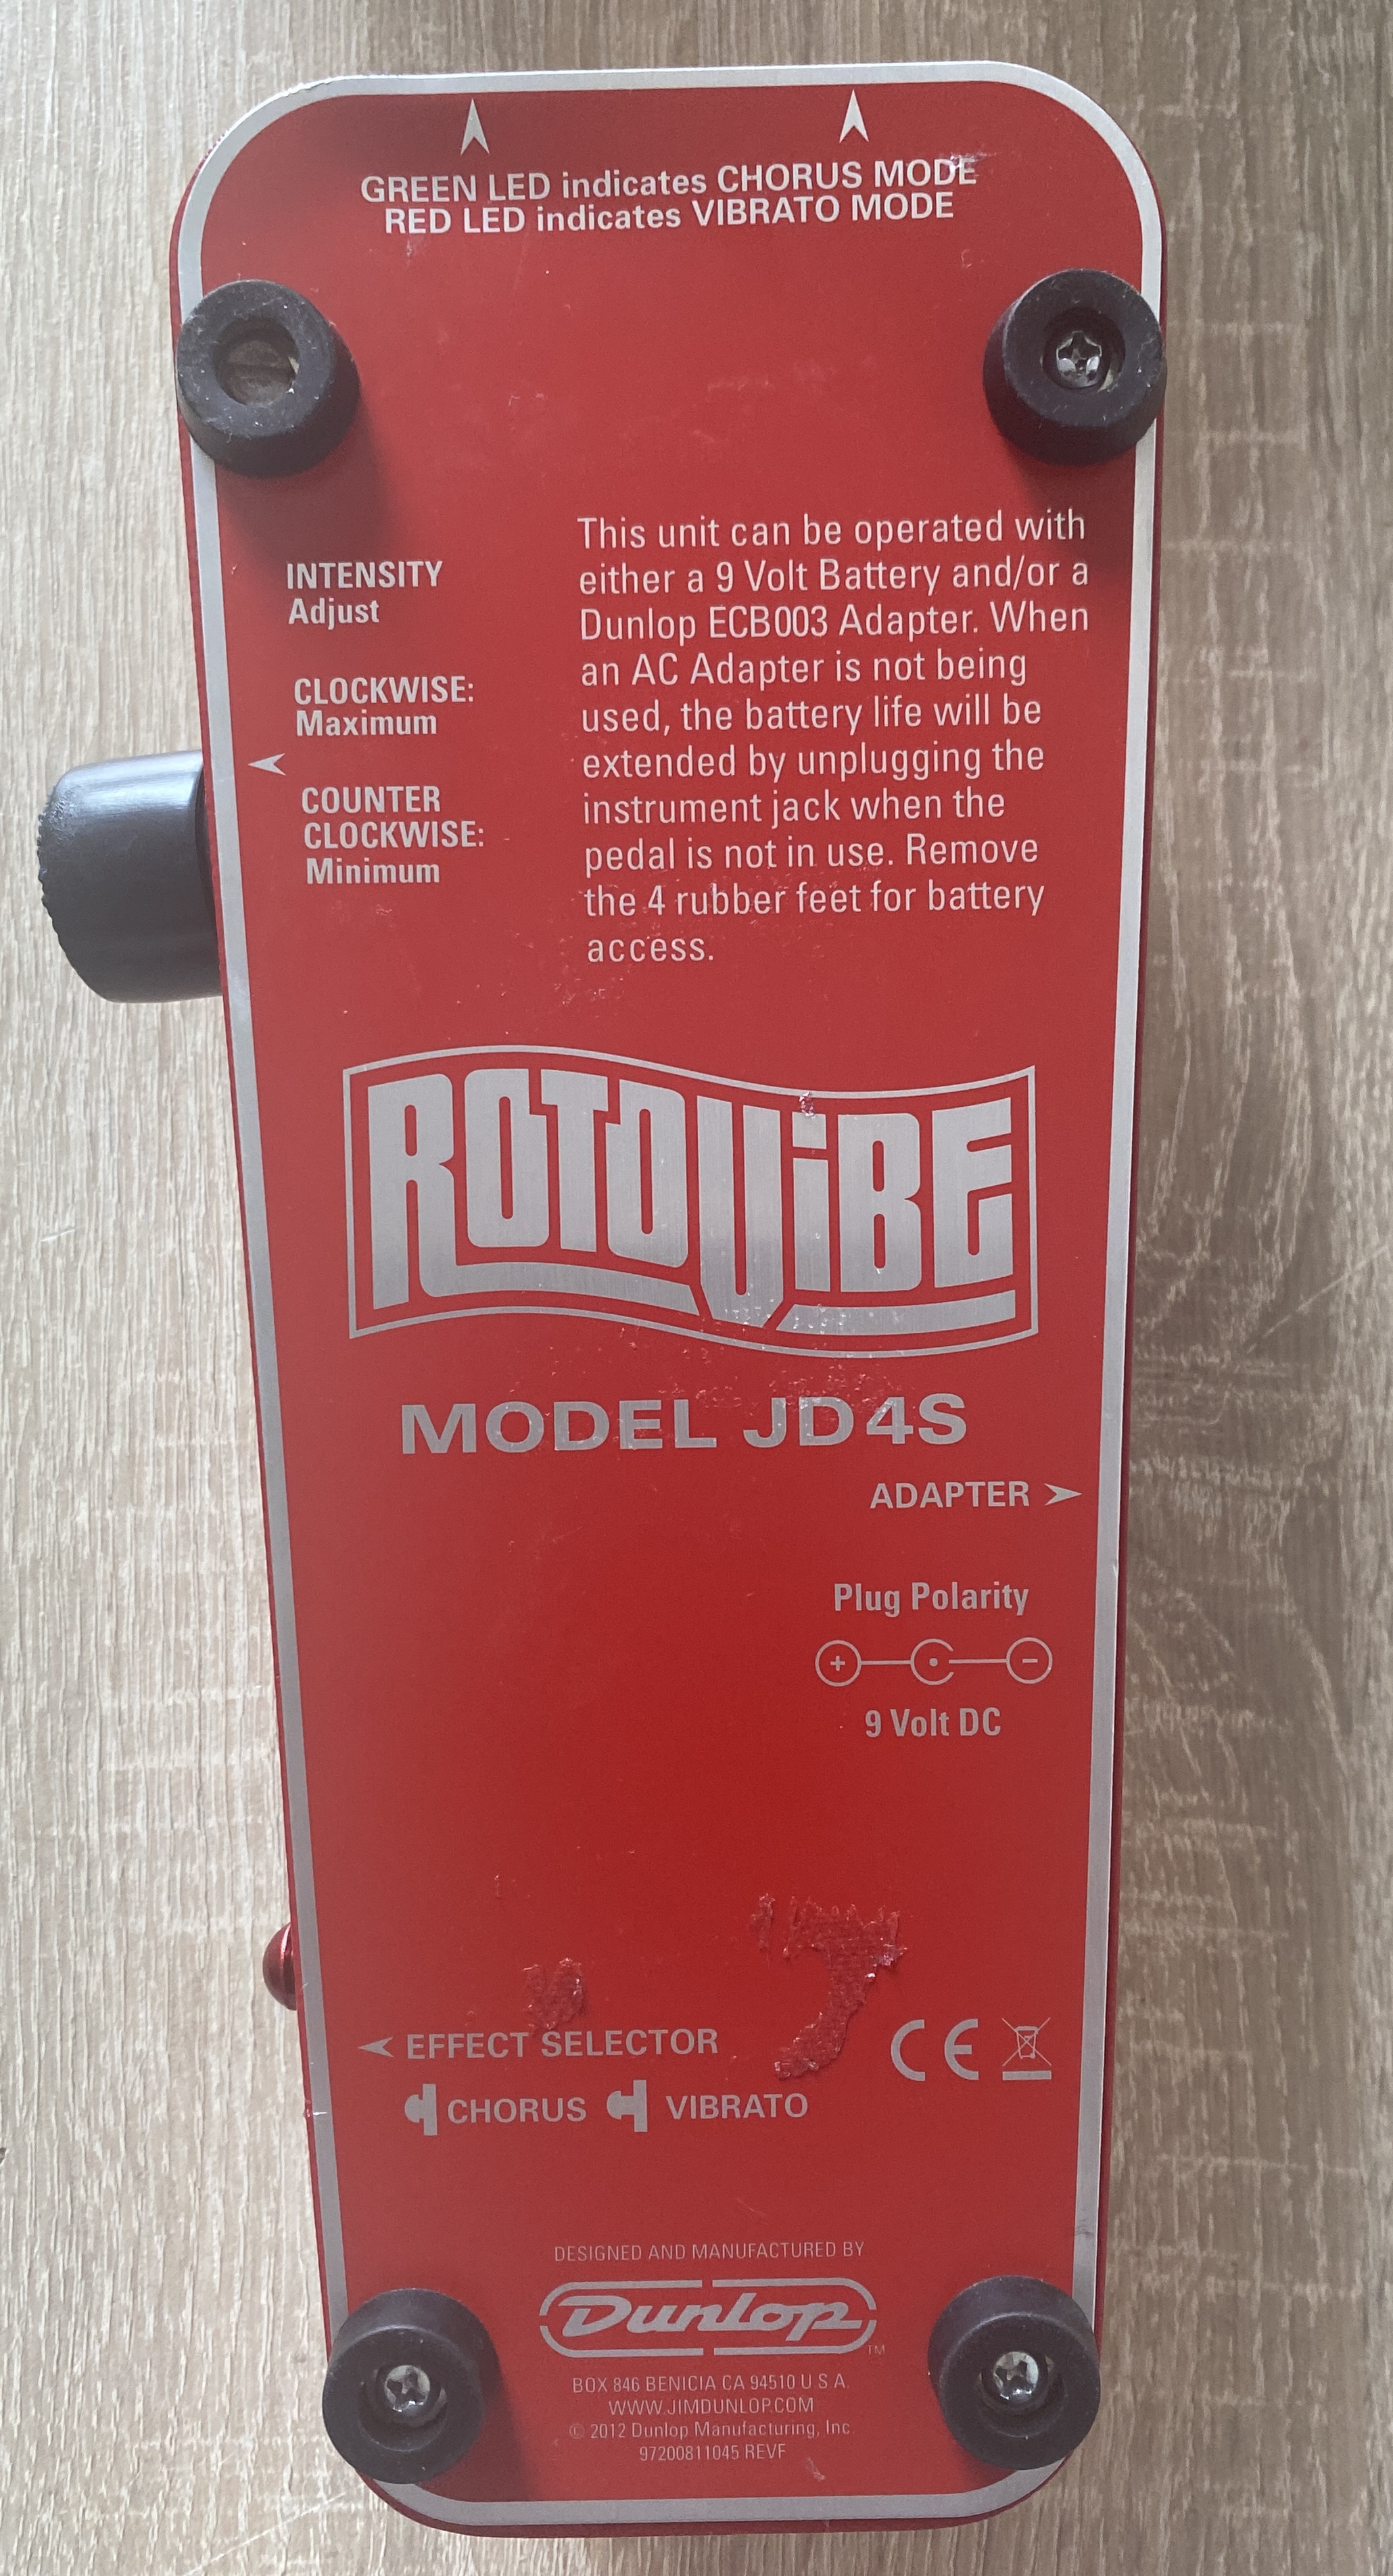 GREEN LED indicates CHORUS MODE
RED LED indicates VIBRATO MODE
INTENSITY
Adjust
CLOCKWISE:
Maximum
COUNTER
CLOCKWISE:
Minimum
This unit can be operated with
either a 9 Volt Battery and/or a
Dunlop ECB003 Adapter. When
an AC Adapter is not being
used, the battery life will be
extended by unplugging the
instrument jack when the
pedal is not in use. Remove
the 4 rubber feet for battery
access.
ROTOViBE
MODEL JD4S
ADAPTER
Plug Polarity
+ -
9 Volt DC
EFFECT SELECTOR
CHORUS VIBRATO
CE
DESIGNED AND MANUFACTURED BY
Dunlop TM
BOX 846 BENICIA CA 94510 U S A.
WWW.JIMDUNLOP.COM
© 2012 Dunlop Manufacturing, Inc.
97200811045 REVF